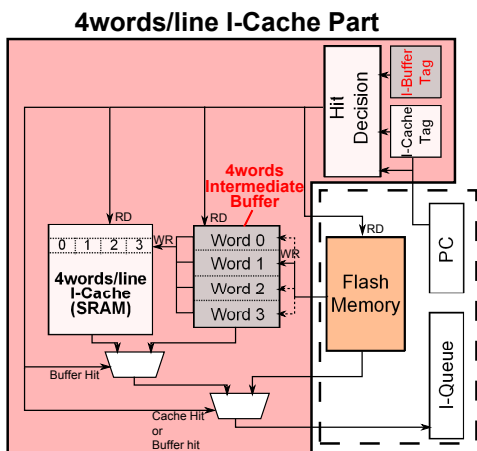 4words/line I-Cache Part
Hit
Decision
I-Buffer
Tag
I-Cache
Tag
4words
Intermediate
Buffer
RD
RD
RD
0 1 2 3
WR
Word 0
Word 1
Word 2
Word 3
WR
4words/line
I-Cache
(SRAM)
Flash
Memory
PC
I-Queue
Buffer Hit
Cache Hit
or
Buffer hit